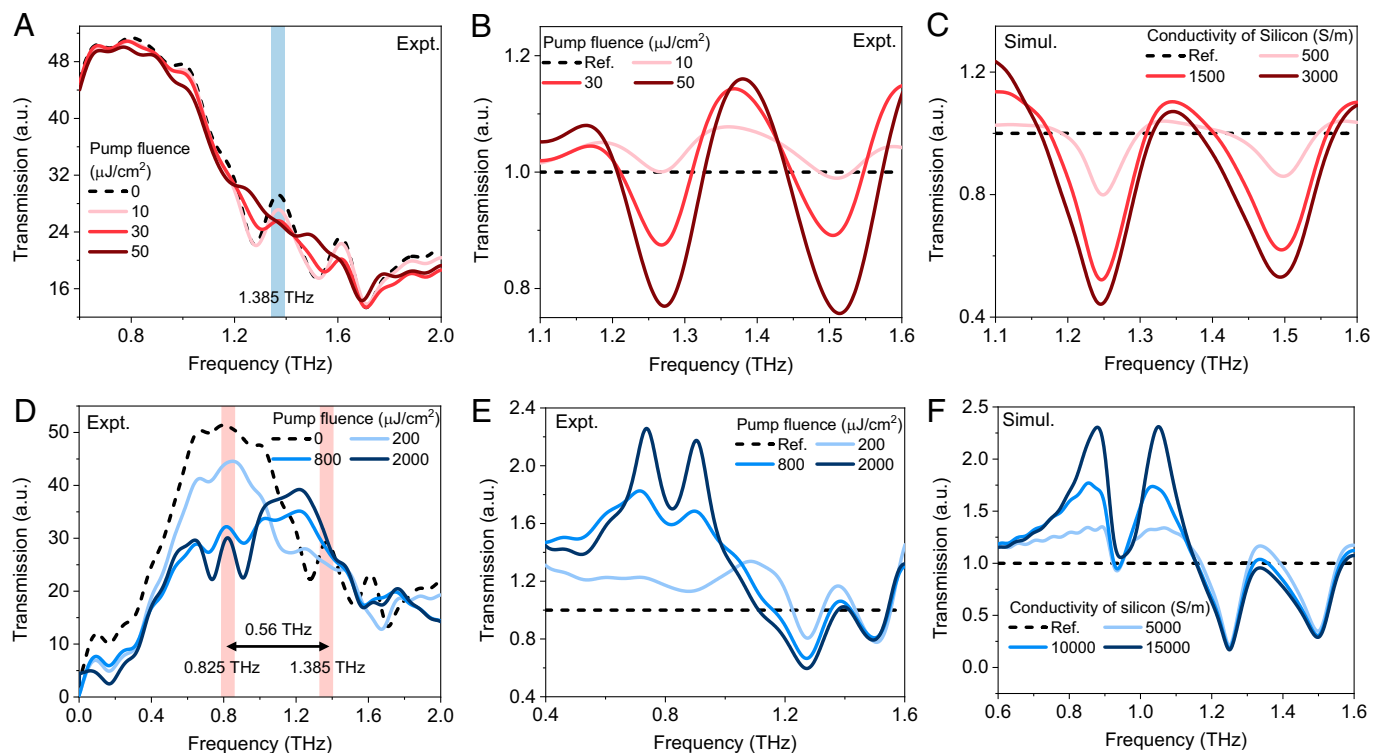 A
Expt.
Transmission (a.u.)
48
40
32
24
16
Pump fluence
(μJ/cm²)
0
10
30
50
1.385 THz
0.8
1.2
1.6
2.0
Frequency (THz)
B
Pump fluence (μJ/cm²)
Expt.
Ref.
10
30
50
Transmission (a.u.)
1.2
1.0
0.8
1.1
1.2
1.3
1.4
1.5
1.6
Frequency (THz)
C
Simul.
Conductivity of Silicon (S/m)
Ref.
500
1500
3000
Transmission (a.u.)
1.2
0.8
0.4
1.1
1.2
1.3
1.4
1.5
1.6
Frequency (THz)
D
Expt.
Pump fluence (μJ/cm²)
0
200
800
2000
Transmission (a.u.)
50
40
30
20
10
0
0.56 THz
0.825 THz
1.385 THz
0.0
0.4
0.8
1.2
1.6
2.0
Frequency (THz)
E
Expt.
Pump fluence (μJ/cm²)
Ref.
200
800
2000
Transmission (a.u.)
2.4
2.0
1.6
1.2
0.8
0.4
0.4
0.6
0.8
1.0
1.2
1.4
1.6
Frequency (THz)
F
Simul.
Transmission (a.u.)
2.5
2.0
1.5
1.0
0.5
0.0
Conductivity of silicon (S/m)
Ref.
5000
10000
15000
0.6
0.8
1.0
1.2
1.4
1.6
Frequency (THz)